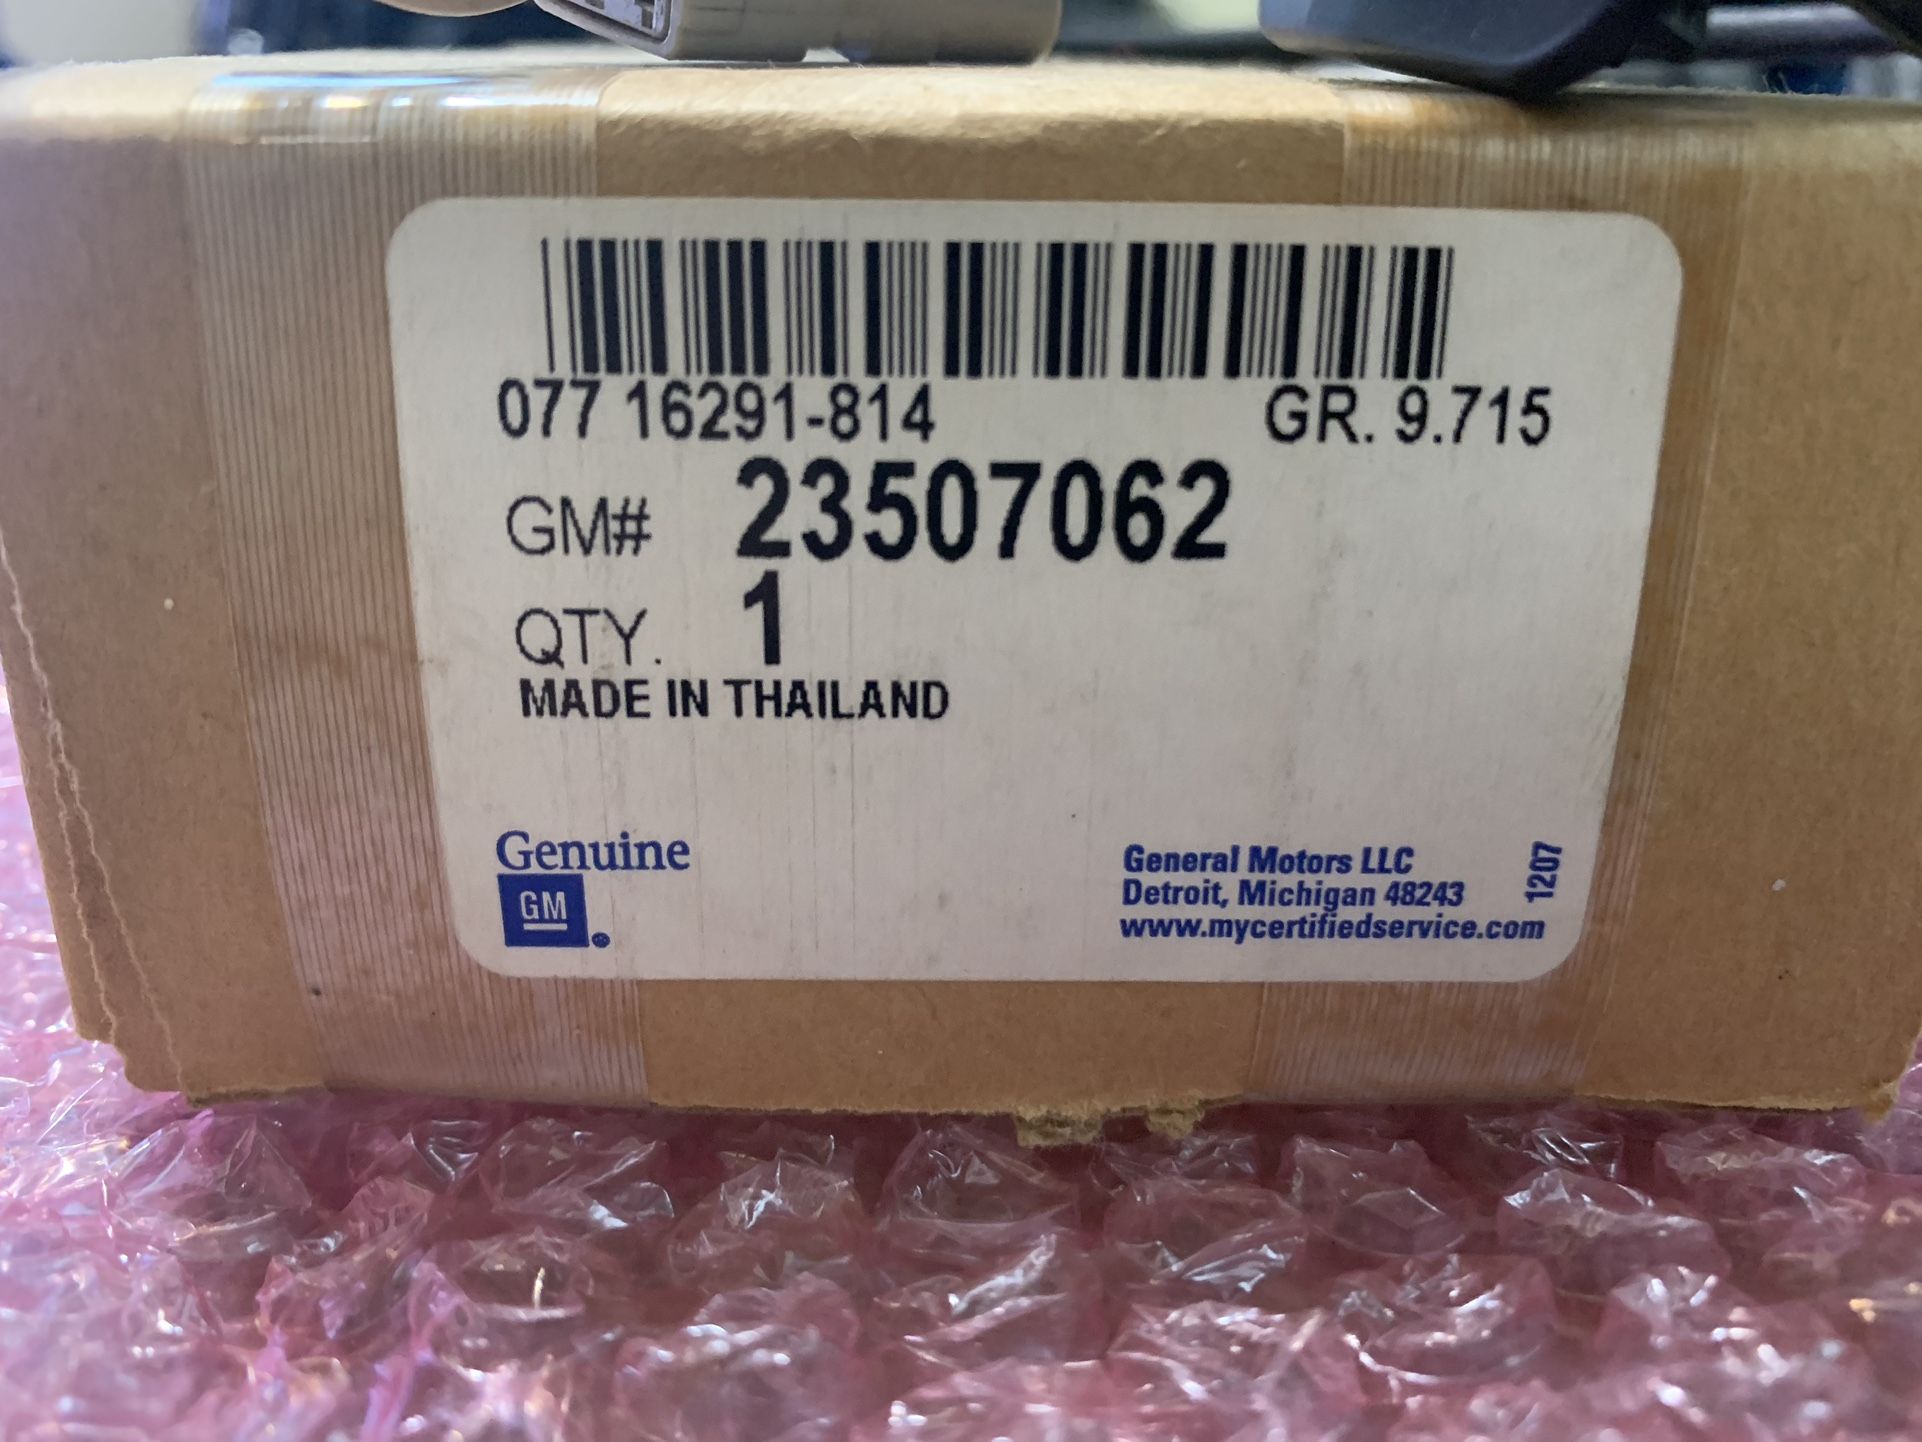 077 16291-814 GR. 9.715
GM# 23507062
QTY. 1
MADE IN THAILAND
Genuine
GM
General Motors LLC
Detroit, Michigan 48243
www.mycertifiedservice.com
1207